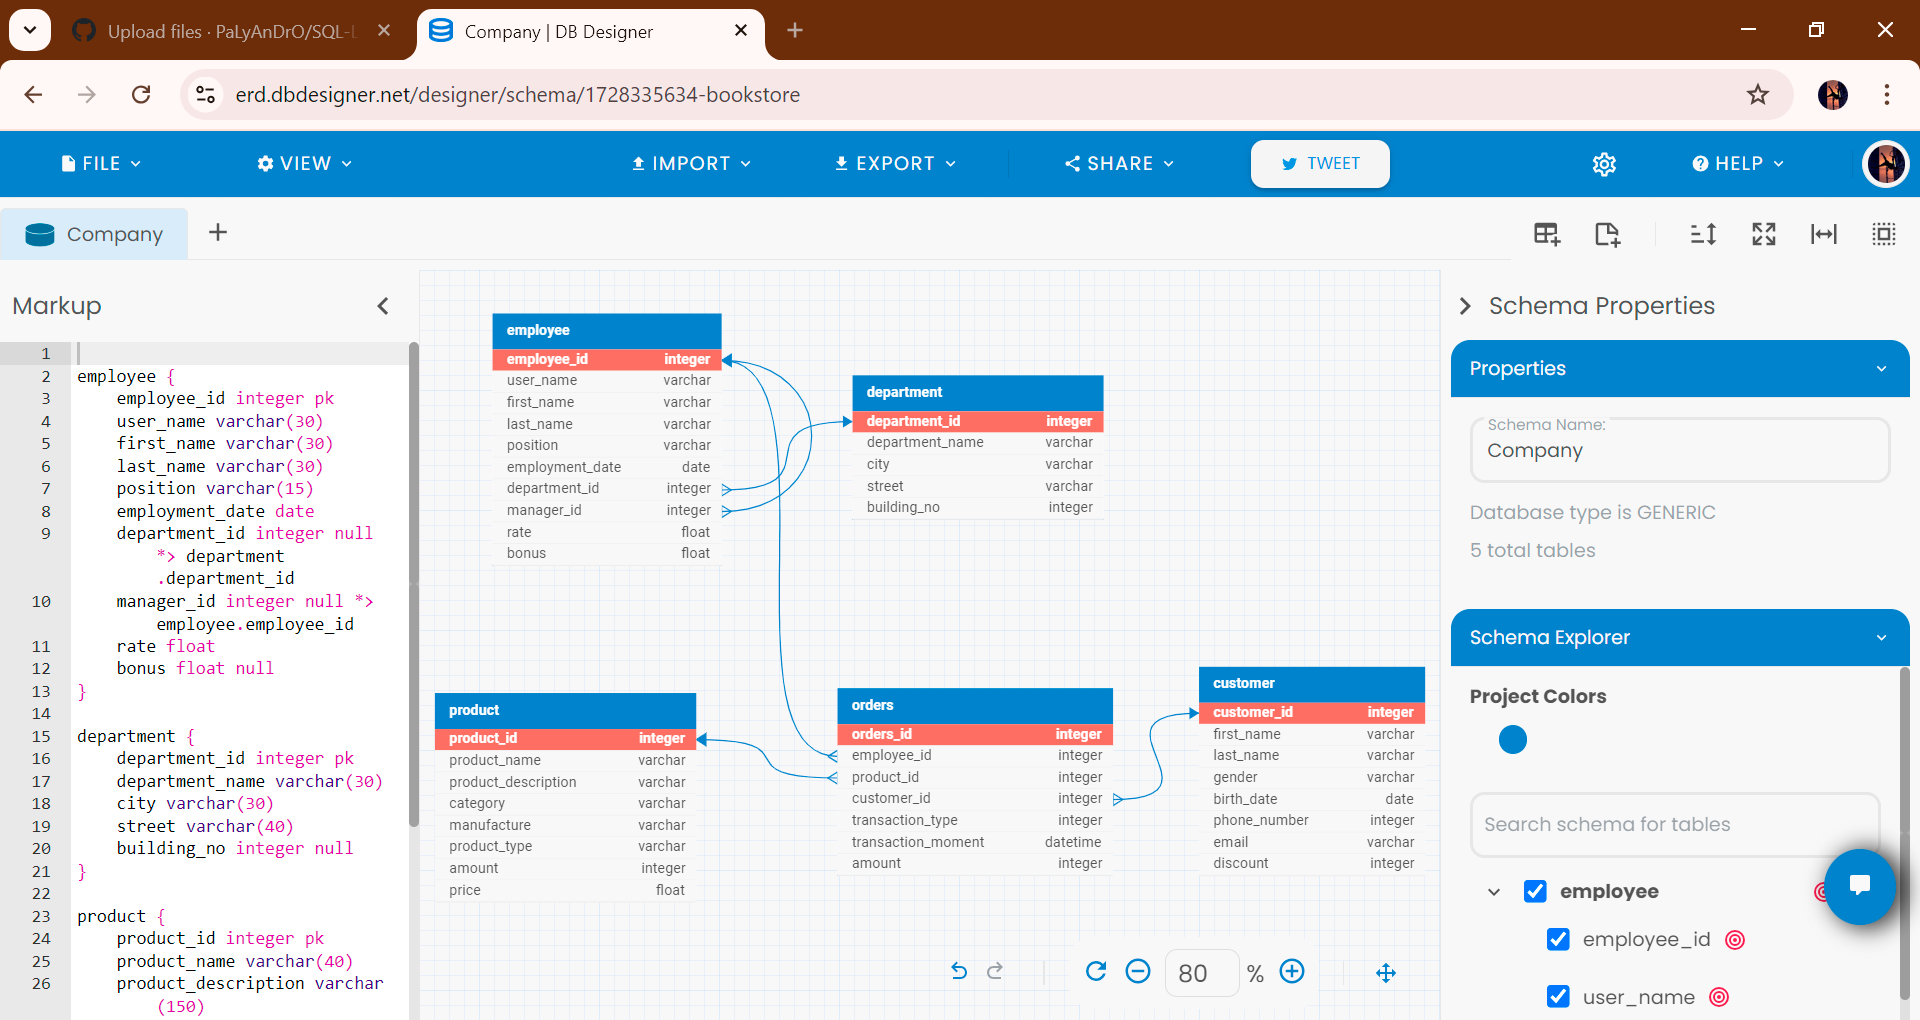 Upload files · PaLyAnDrO/SQL-L
Company | DB Designer
erd.dbdesigner.net/designer/schema/1728335634-bookstore
FILE VIEW IMPORT EXPORT SHARE TWEET HELP
Company
Markup
1
2 employee {
3 employee_id integer pk
4 user_name varchar(30)
5 first_name varchar(30)
6 last_name varchar(30)
7 position varchar(15)
8 employment_date date
9 department_id integer null
*> department
.department_id
10 manager_id integer null *>
employee.employee_id
11 rate float
12 bonus float null
13 }
14
15 department {
16 department_id integer pk
17 department_name varchar(30)
18 city varchar(30)
19 street varchar(40)
20 building_no integer null
21 }
22
23 product {
24 product_id integer pk
25 product_name varchar(40)
26 product_description varchar
(150)
employee
employee_id integer
user_name varchar
first_name varchar
last_name varchar
position varchar
employment_date date
department_id integer
manager_id integer
rate float
bonus float
department
department_id integer
department_name varchar
city varchar
street varchar
building_no integer
product
product_id integer
product_name varchar
product_description varchar
category varchar
manufacture varchar
product_type varchar
amount integer
price float
orders
orders_id integer
employee_id integer
product_id integer
customer_id integer
transaction_type integer
transaction_moment datetime
amount integer
customer
customer_id integer
first_name varchar
last_name varchar
gender varchar
birth_date date
phone_number integer
email varchar
discount integer
80 %
Schema Properties
Properties
Schema Name:
Company
Database type is GENERIC
5 total tables
Schema Explorer
Project Colors
Search schema for tables
employee
employee_id
user_name